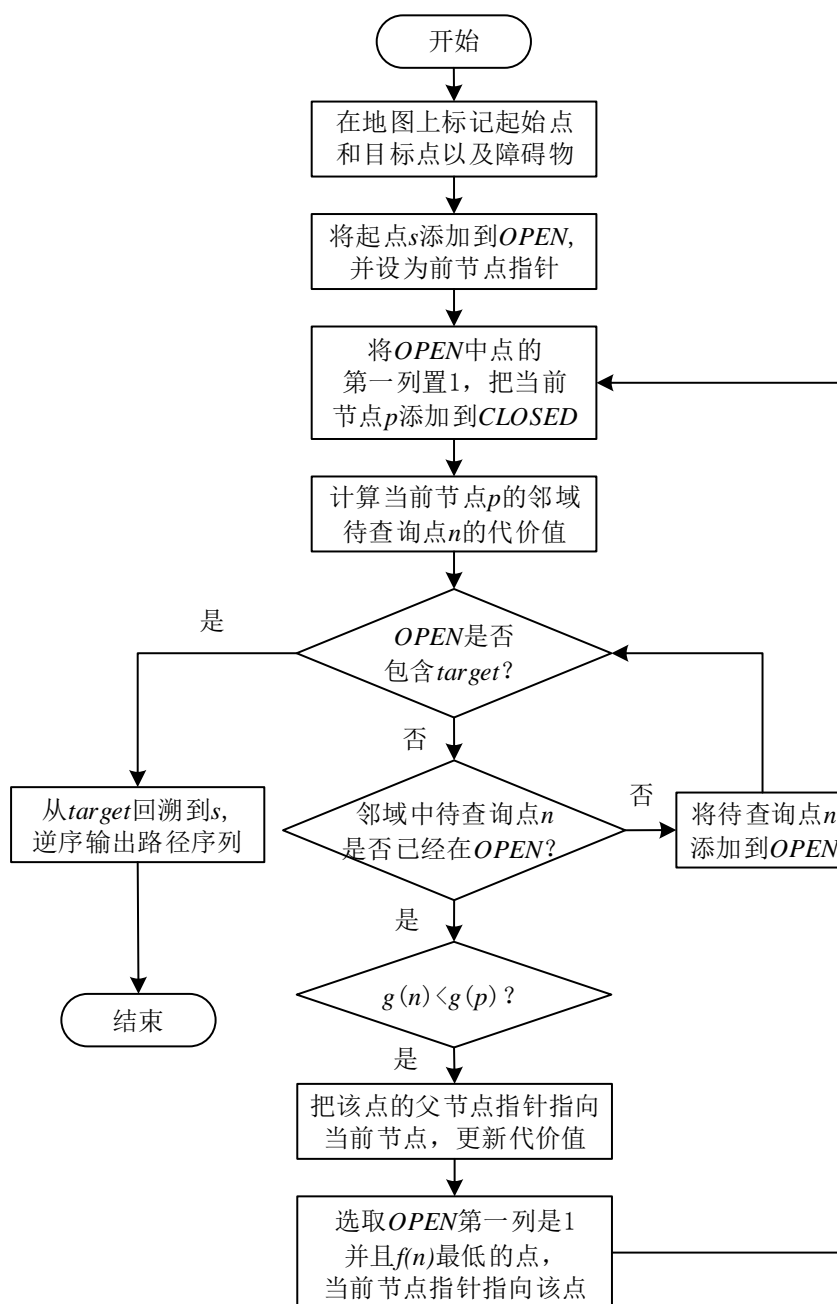 开始
在地图上标记起始点
和目标点以及障碍物
将起点s添加到OPEN,
并设为前节点指针
将OPEN中点的
第一列置1，把当前
节点p添加到CLOSED
计算当前节点p的邻域
待查询点n的代价值
是
OPEN是否
包含target?
否
从target回溯到s,
逆序输出路径序列
邻域中待查询点n
是否已经在OPEN?
否
将待查询点n
添加到OPEN
是
g(n)<g(p)?
结束
是
把该点的父节点指针指向
当前节点，更新代价值
选取OPEN第一列是1
并且f(n)最低的点，
当前节点指针指向该点